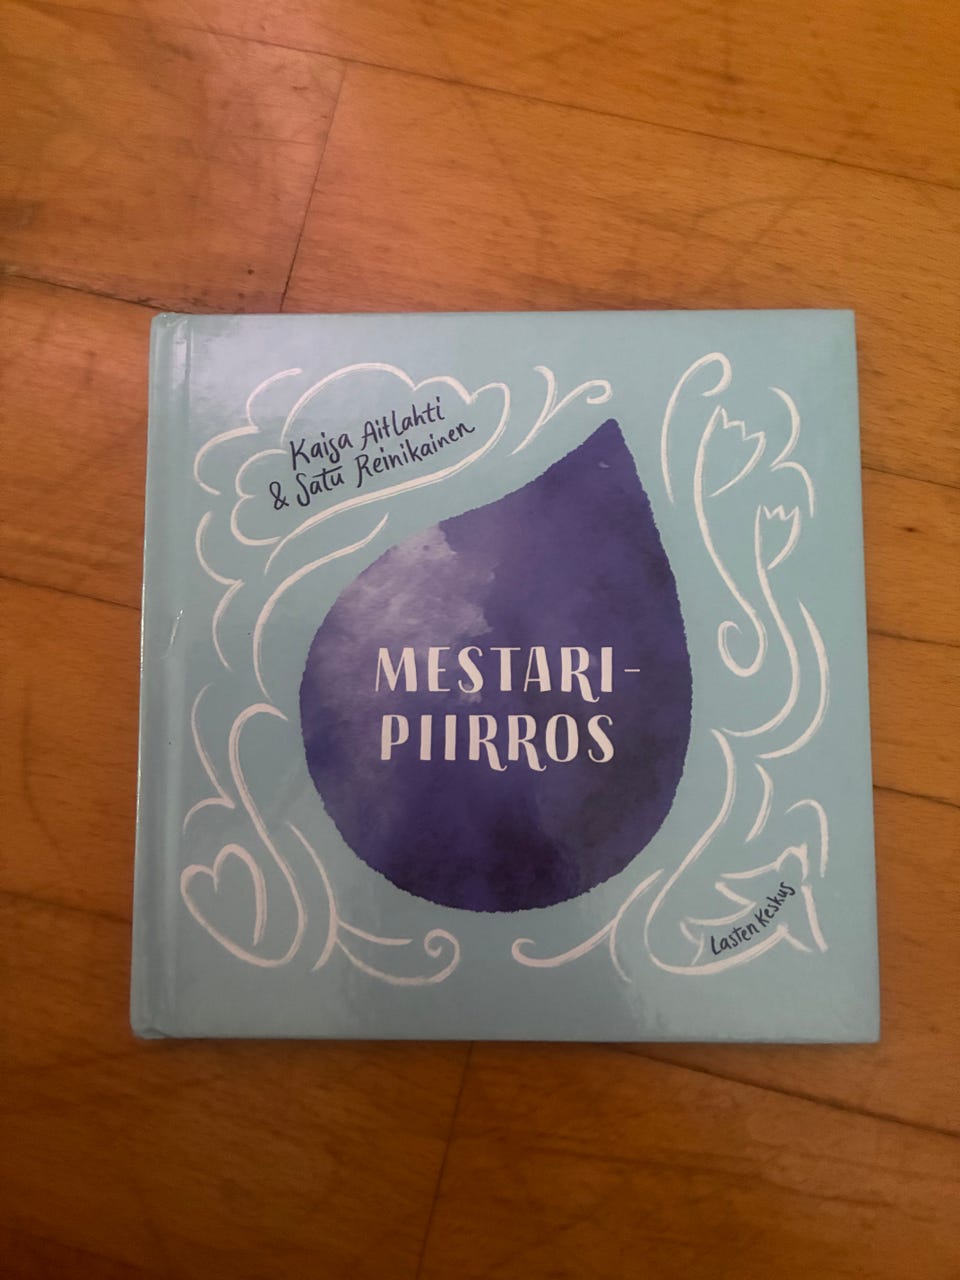 Kaisa Aitlahti
& Satu Reinikainen
MESTARI-
PIIRROS
Lasten Keskus